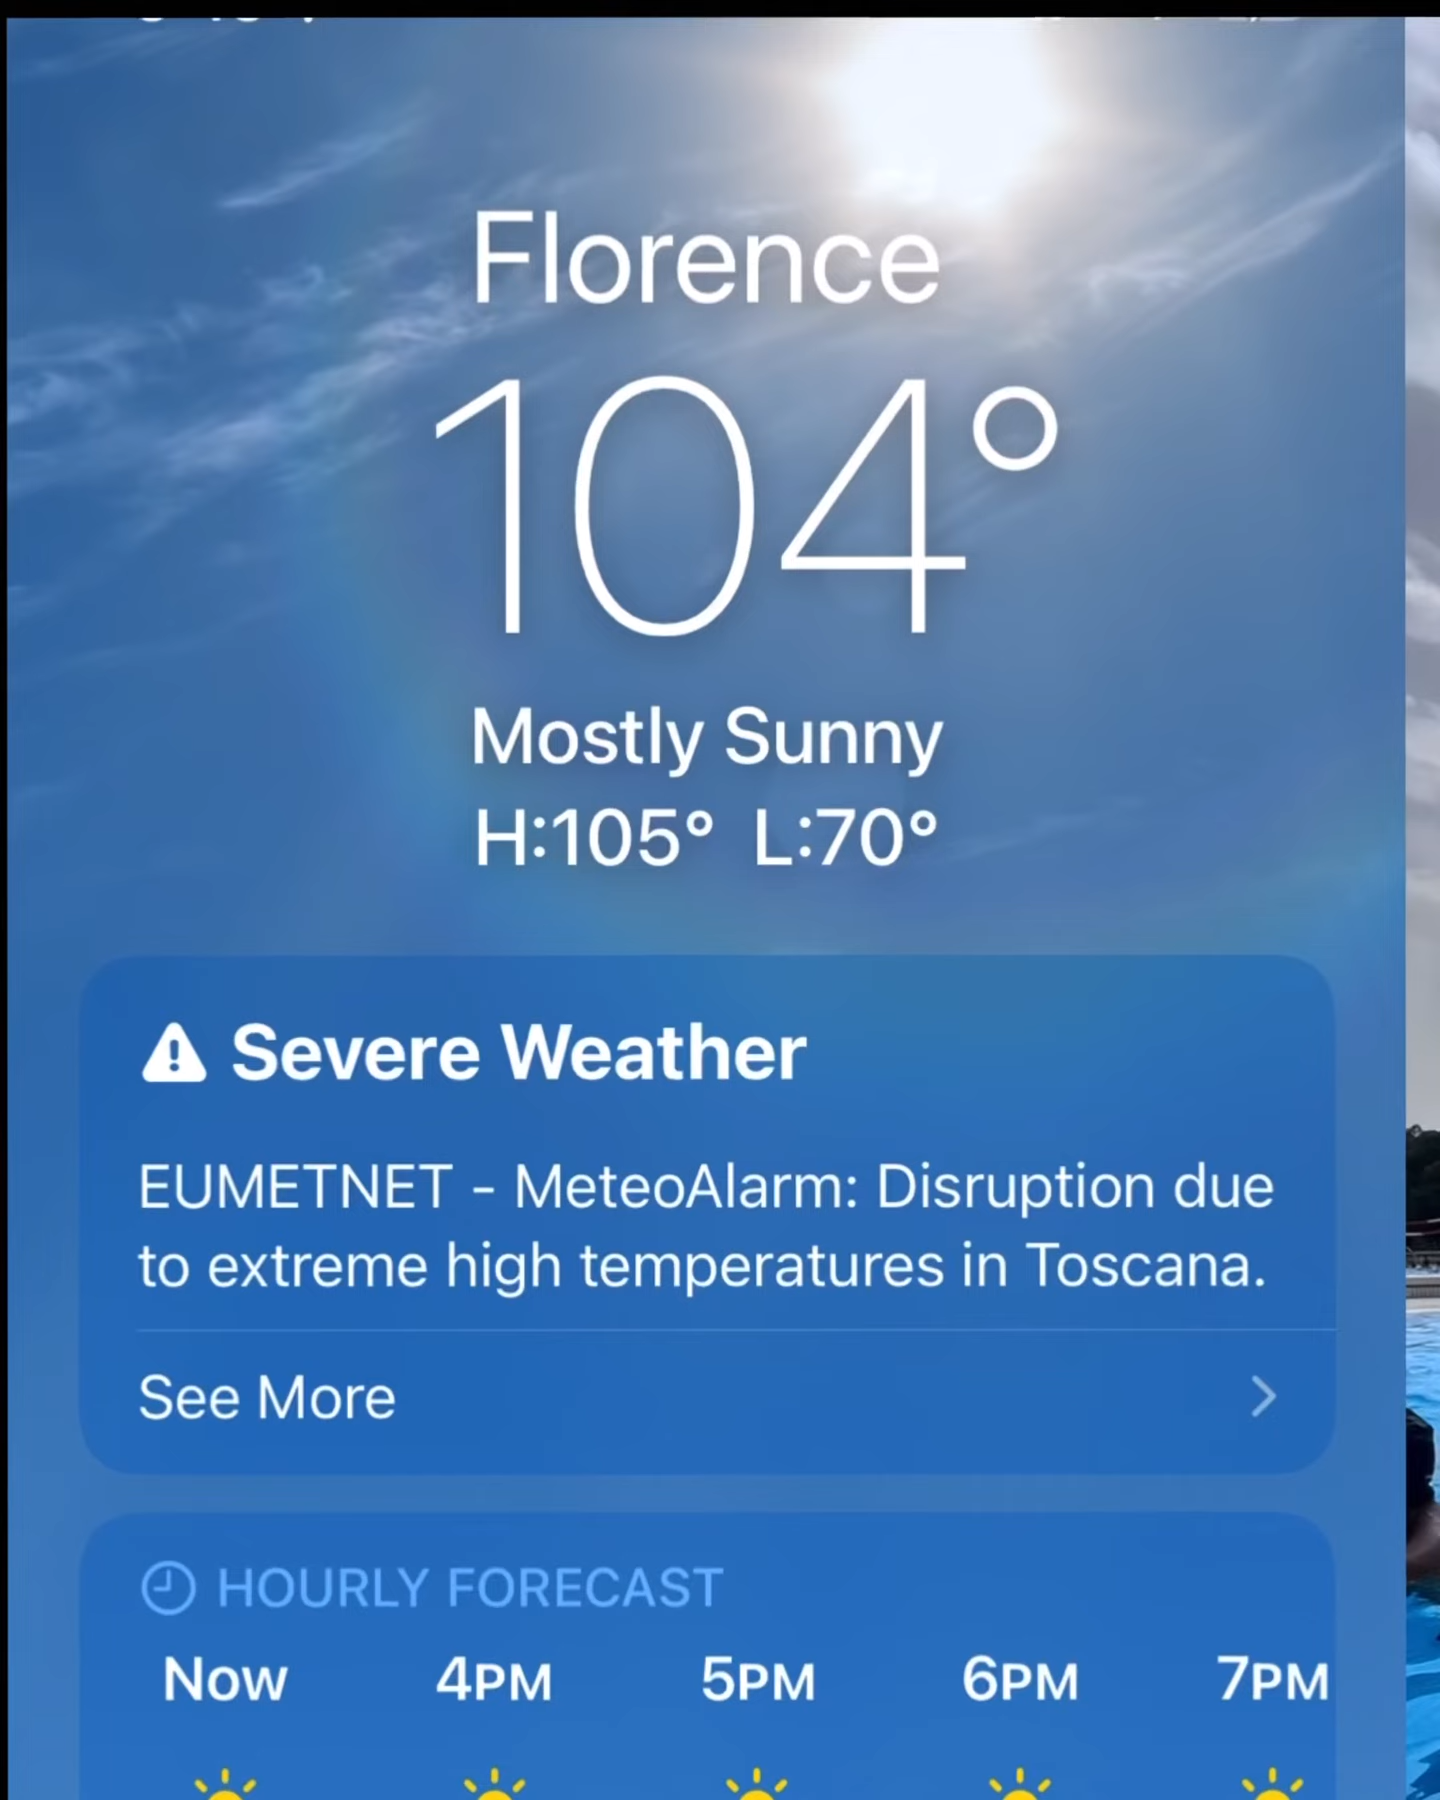 Florence
104°
Mostly Sunny
H:105° L:70°
Severe Weather
EUMETNET - MeteoAlarm: Disruption due
to extreme high temperatures in Toscana.
See More
HOURLY FORECAST
Now 4PM 5PM 6PM 7PM